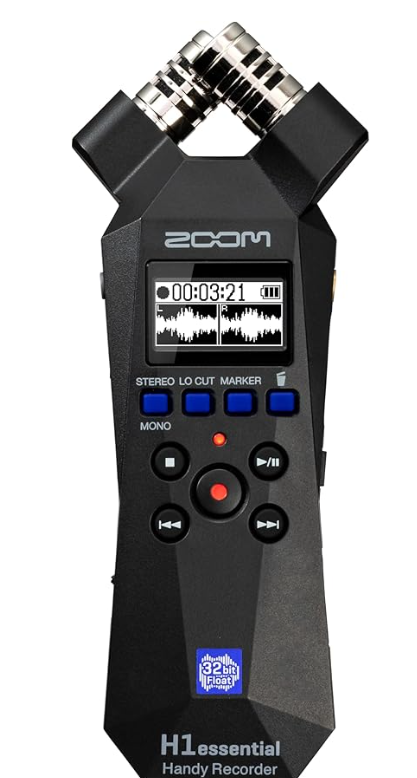 ZOOM
00:03:21
L R
STEREO LO CUT MARKER
MONO
32bit
Float
H1essential
Handy Recorder